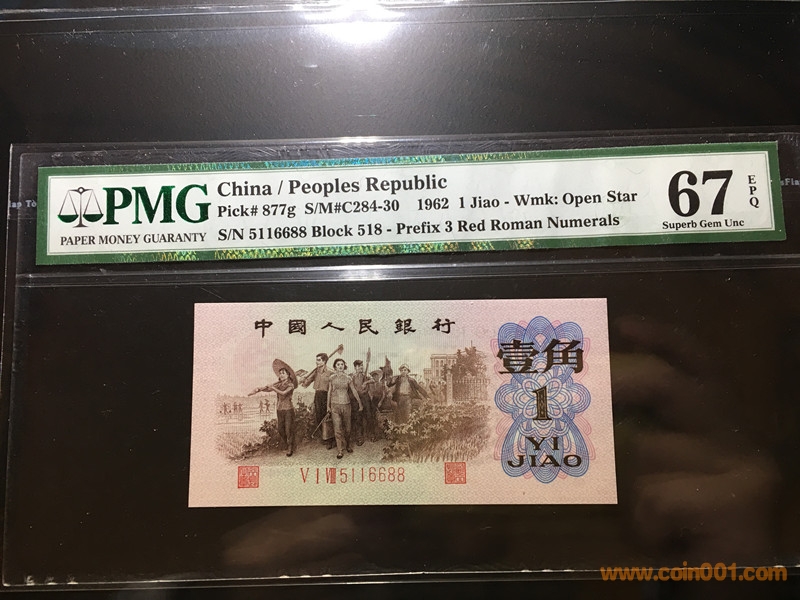 PMG
PAPER MONEY GUARANTY
China / Peoples Republic
Pick# 877g S/M#C284-30 1962 1 Jiao - Wmk: Open Star
S/N 5116688 Block 518 - Prefix 3 Red Roman Numerals
67
EPQ
Superb Gem Unc
中國人民銀行
壹角
1
YI
JIAO
V I VIII 5116688
www.coin001.com